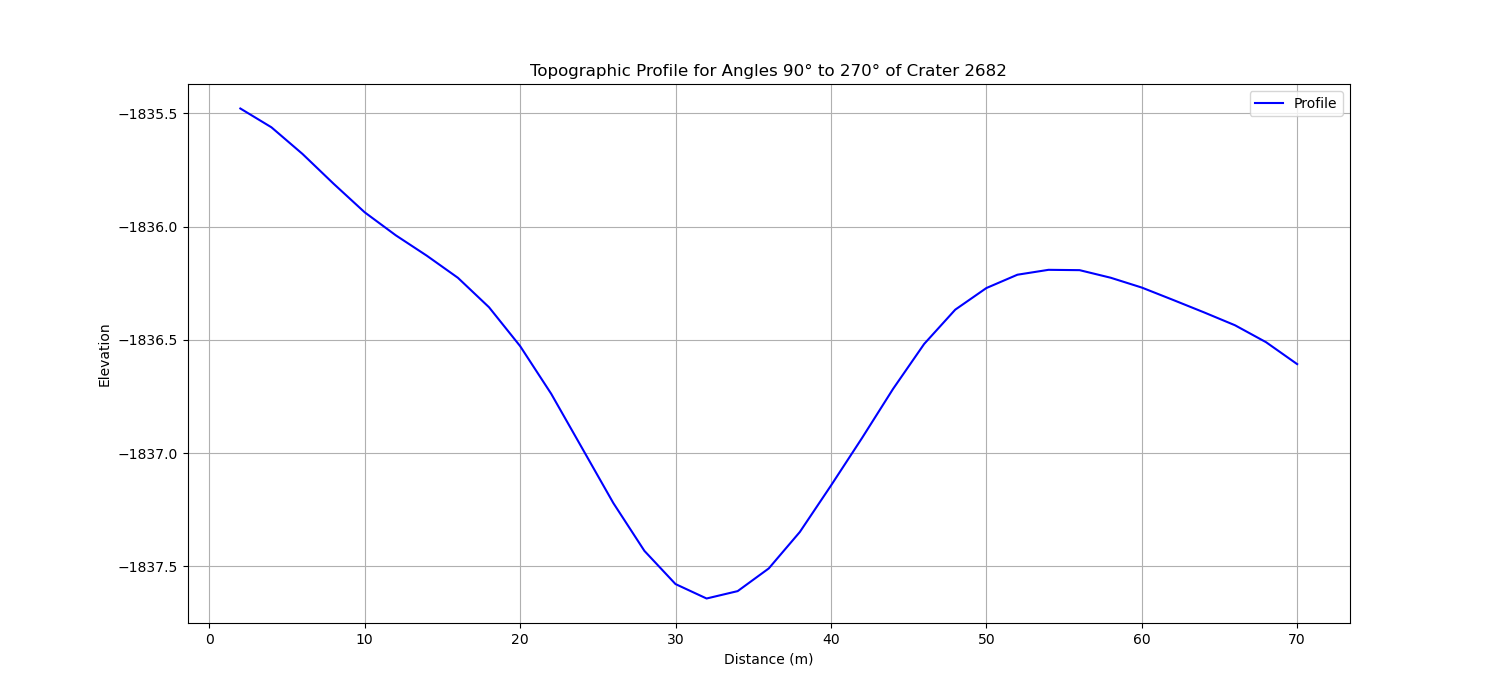 Topographic Profile for Angles 90° to 270° of Crater 2682
Profile
−1835.5
−1836.0
−1836.5
−1837.0
−1837.5
Elevation
0 10 20 30 40 50 60 70
Distance (m)